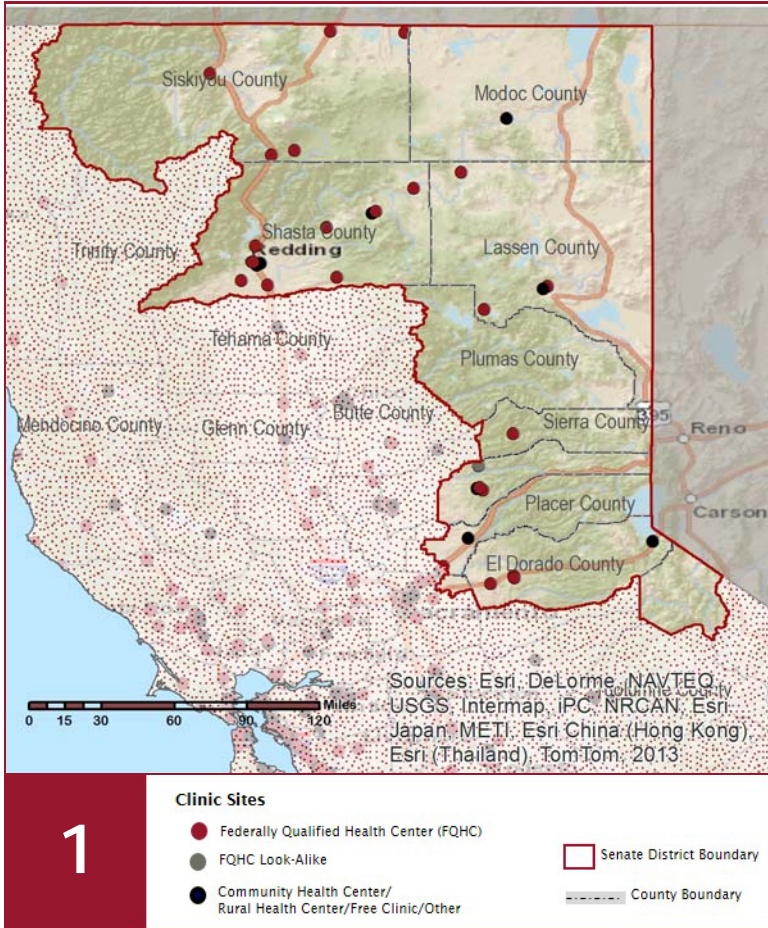 Siskiyou County
Modoc County
Trinity County
Shasta County
Redding
Lassen County
Tehama County
Plumas County
Mendocino County
Glenn County
Butte County
Sierra County
395
Reno
Placer County
Carson
El Dorado County
Sacramento
Tuolumne County
Sources: Esri, DeLorme, NAVTEQ,
USGS, Intermap, iPC, NRCAN, Esri
Japan, METI, Esri China (Hong Kong),
Esri (Thailand), TomTom, 2013
Miles
0 15 30 60 90 120
1
Clinic Sites
Federally Qualified Health Center (FQHC)
FQHC Look-Alike
Community Health Center/
Rural Health Center/Free Clinic/Other
Senate District Boundary
County Boundary